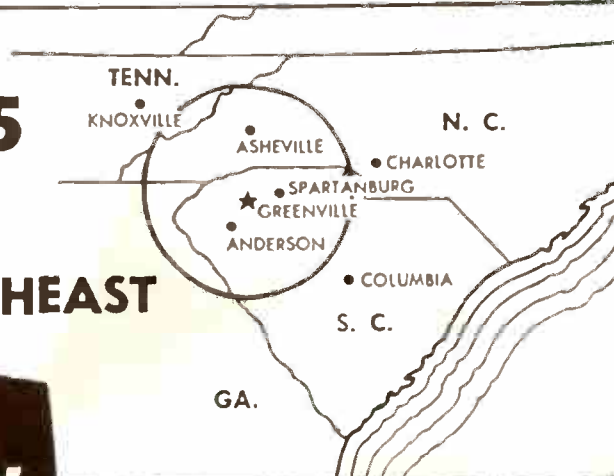 TENN.
5
KNOXVILLE
N. C.
ASHEVILLE
CHARLOTTE
SPARTANBURG
GREENVILLE
ANDERSON
COLUMBIA
HEAST
S. C.
GA.